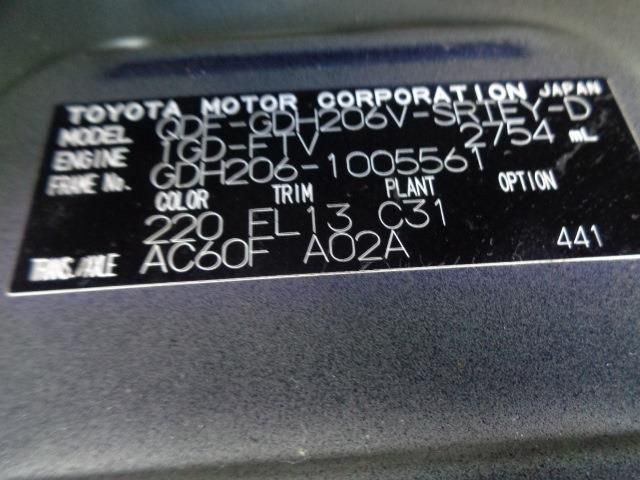 TOYOTA MOTOR CORPORATION JAPAN
MODEL QDF-GDH206V-SRTEY-D
ENGINE 1GD-FTV 2754 mL
FRAME No. GDH206-1005561
COLOR TRIM PLANT OPTION
220 FL13 C31
TRANS./AXLE AC60F A02A 441